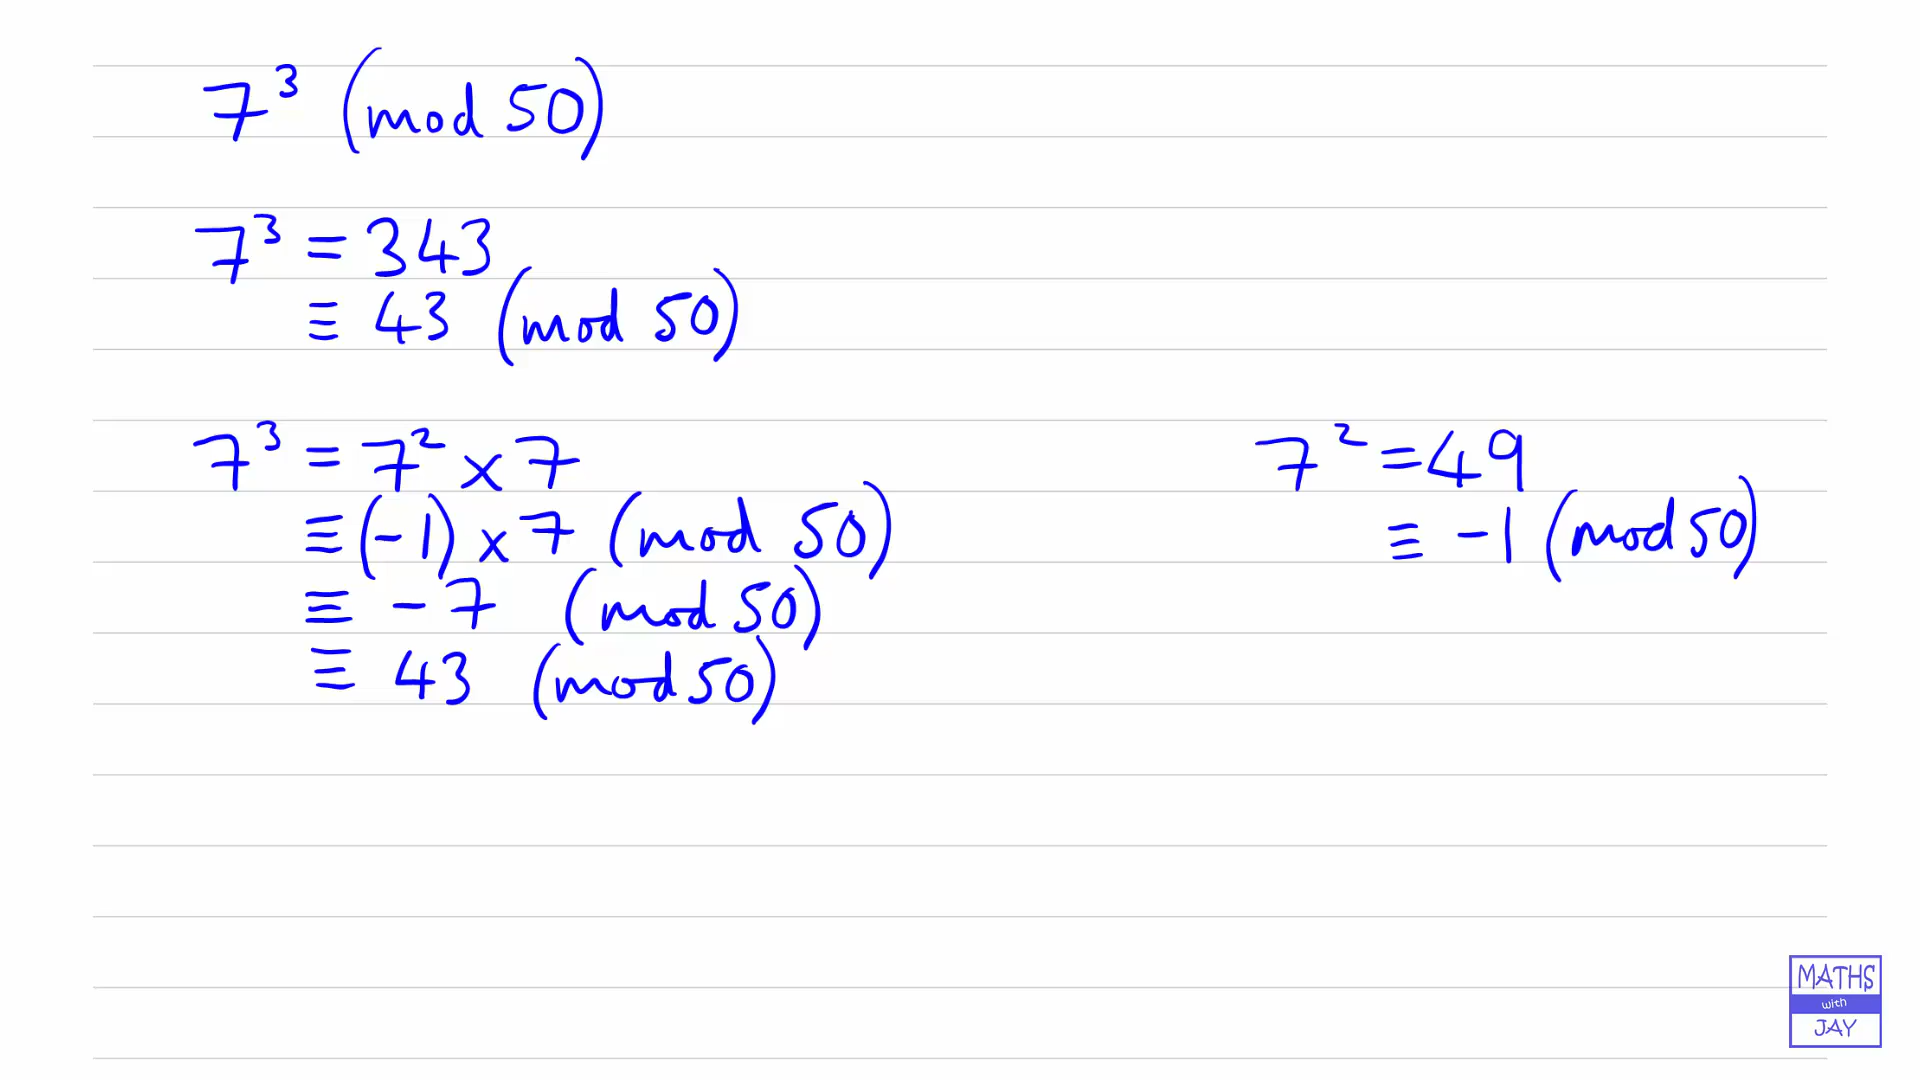 7³ (mod 50)
7³ = 343
≡ 43 (mod 50)
7³ = 7² × 7
≡ (-1) × 7 (mod 50)
≡ -7 (mod 50)
≡ 43 (mod 50)
7² = 49
≡ -1 (mod 50)
MATHS
with
JAY